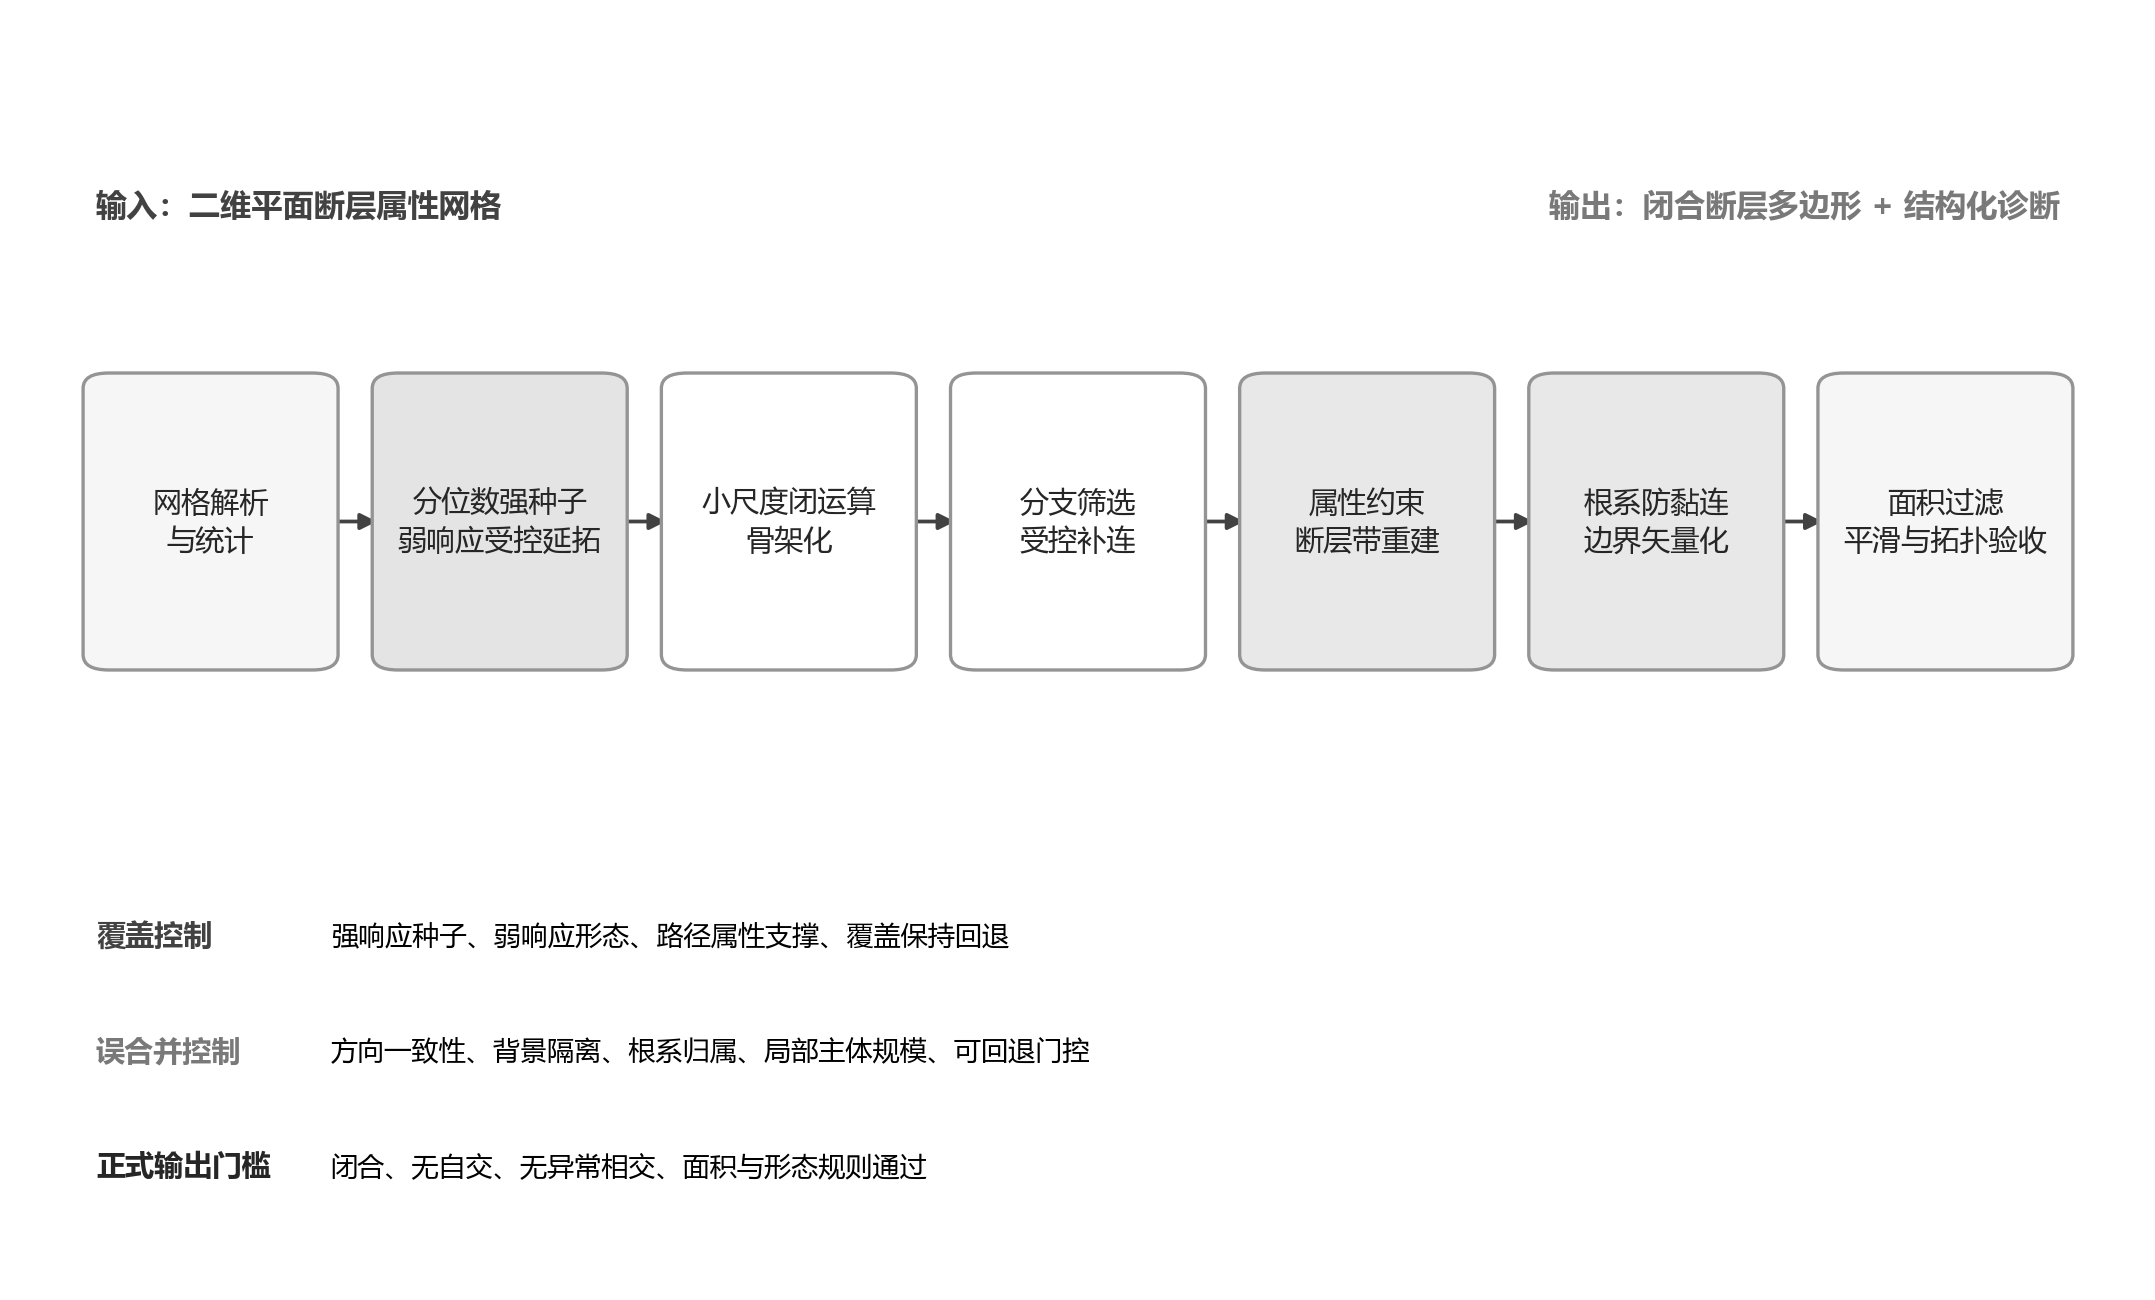 输入：二维平面断层属性网格
输出：闭合断层多边形 + 结构化诊断
网格解析
与统计
分位数强种子
弱响应受控延拓
小尺度闭运算
骨架化
分支筛选
受控补连
属性约束
断层带重建
根系防黏连
边界矢量化
面积过滤
平滑与拓扑验收
覆盖控制
强响应种子、弱响应形态、路径属性支撑、覆盖保持回退
误合并控制
方向一致性、背景隔离、根系归属、局部主体规模、可回退门控
正式输出门槛
闭合、无自交、无异常相交、面积与形态规则通过